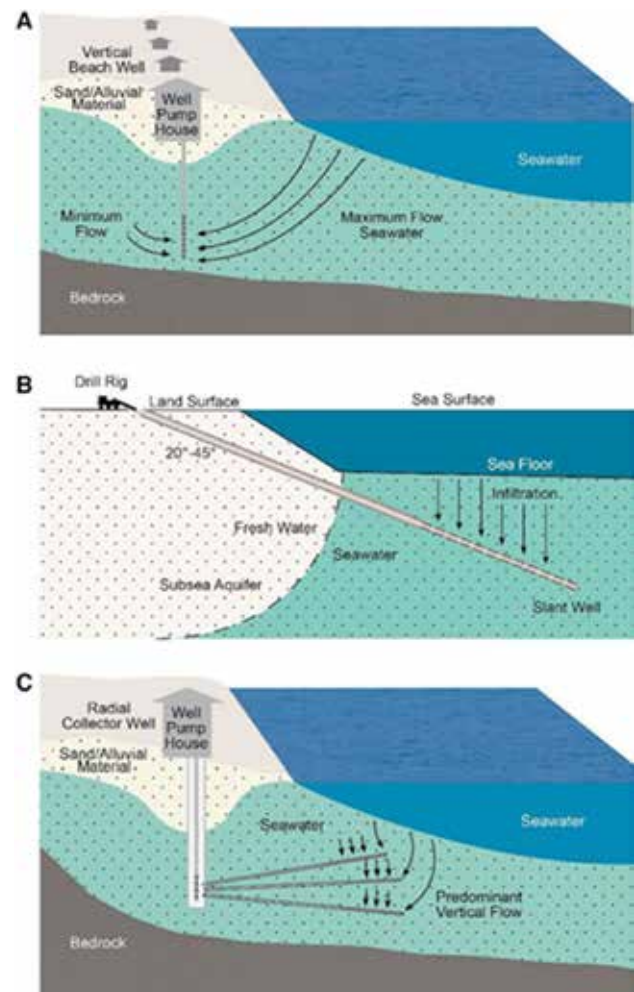 A
Vertical
Beach Well
Sand/Alluvial
Material
Well
Pump
House
Seawater
Minimum
Flow
Maximum Flow
Seawater
Bedrock
B
Drill Rig
Land Surface
Sea Surface
20°-45°
Sea Floor
Infiltration
Fresh Water
Seawater
Subsea Aquifer
Slant Well
C
Radial
Collector Well
Well
Pump
House
Sand/Alluvial
Material
Seawater
Seawater
Predominant
Vertical Flow
Bedrock